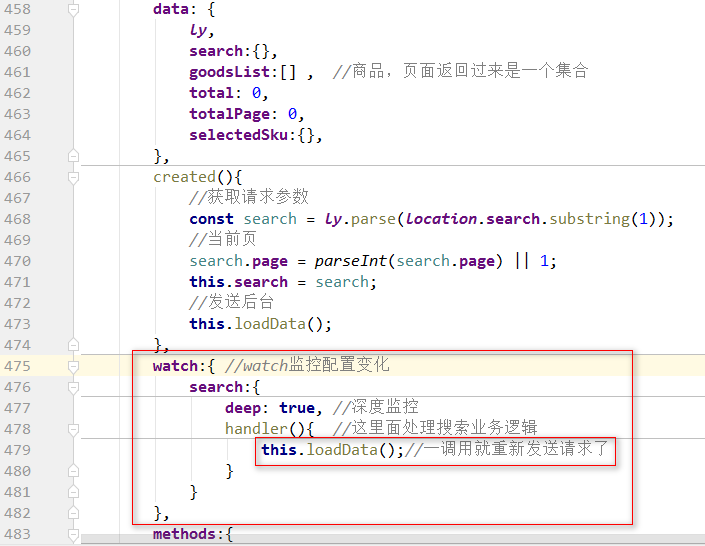 458 data: {
459 ly,
460 search:{},
461 goodsList:[] , //商品, 页面返回过来是一个集合
462 total: 0,
463 totalPage: 0,
464 selectedSku:{},
465 },
466 created(){
467 //获取请求参数
468 const search = ly.parse(location.search.substring(1));
469 //当前页
470 search.page = parseInt(search.page) || 1;
471 this.search = search;
472 //发送后台
473 this.loadData();
474 },
475 watch:{ //watch监控配置变化
476 search:{
477 deep: true, //深度监控
478 handler(){ //这里面处理搜索业务逻辑
479 this.loadData();//一调用就重新发送请求了
480 }
481 }
482 },
483 methods:{